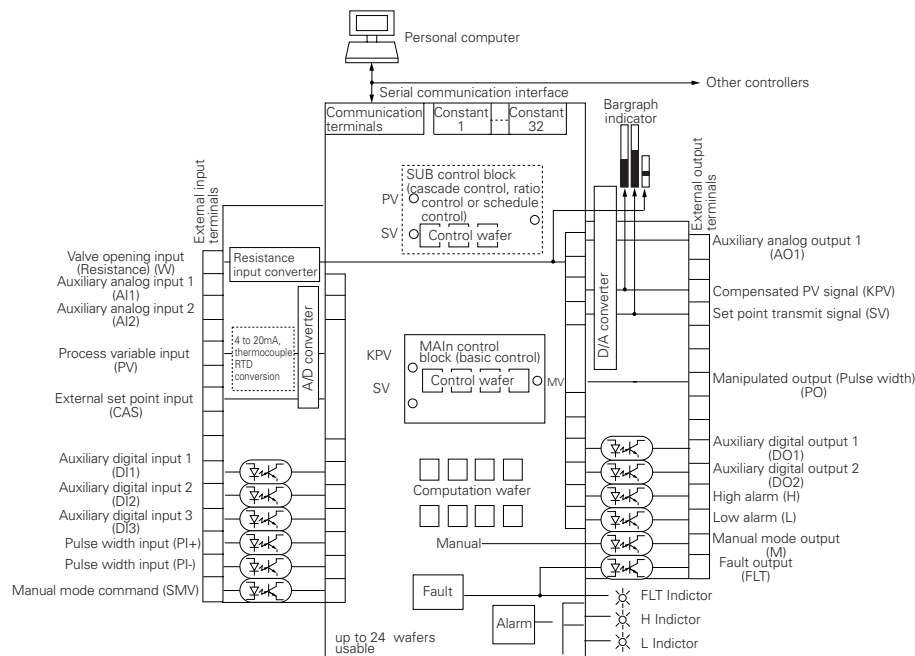 Personal computer
Other controllers
Serial communication interface
Communication
terminals
Constant
1
Constant
32
Bargraph
indicator
External input
terminals
External output
terminals
SUB control block
(cascade control, ratio
control or schedule
control)
PV
SV
Control wafer
Valve opening input
(Resistance) (W)
Auxiliary analog input 1
(AI1)
Auxiliary analog input 2
(AI2)
Process variable input
(PV)
External set point input
(CAS)
Auxiliary digital input 1
(DI1)
Auxiliary digital input 2
(DI2)
Auxiliary digital input 3
(DI3)
Pulse width input (PI+)
Pulse width input (PI-)
Manual mode command (SMV)
Resistance
input converter
4 to 20mA,
thermocouple
RTD
conversion
A/D converter
KPV
SV
MAIn control
block (basic control)
Control wafer
MV
Computation wafer
Manual
Fault
Alarm
up to 24 wafers
usable
D/A converter
Auxiliary analog output 1
(AO1)
Compensated PV signal (KPV)
Set point transmit signal (SV)
Manipulated output (Pulse width)
(PO)
Auxiliary digital output 1
(DO1)
Auxiliary digital output 2
(DO2)
High alarm (H)
Low alarm (L)
Manual mode output
(M)
Fault output
(FLT)
FLT Indictor
H Indictor
L Indictor